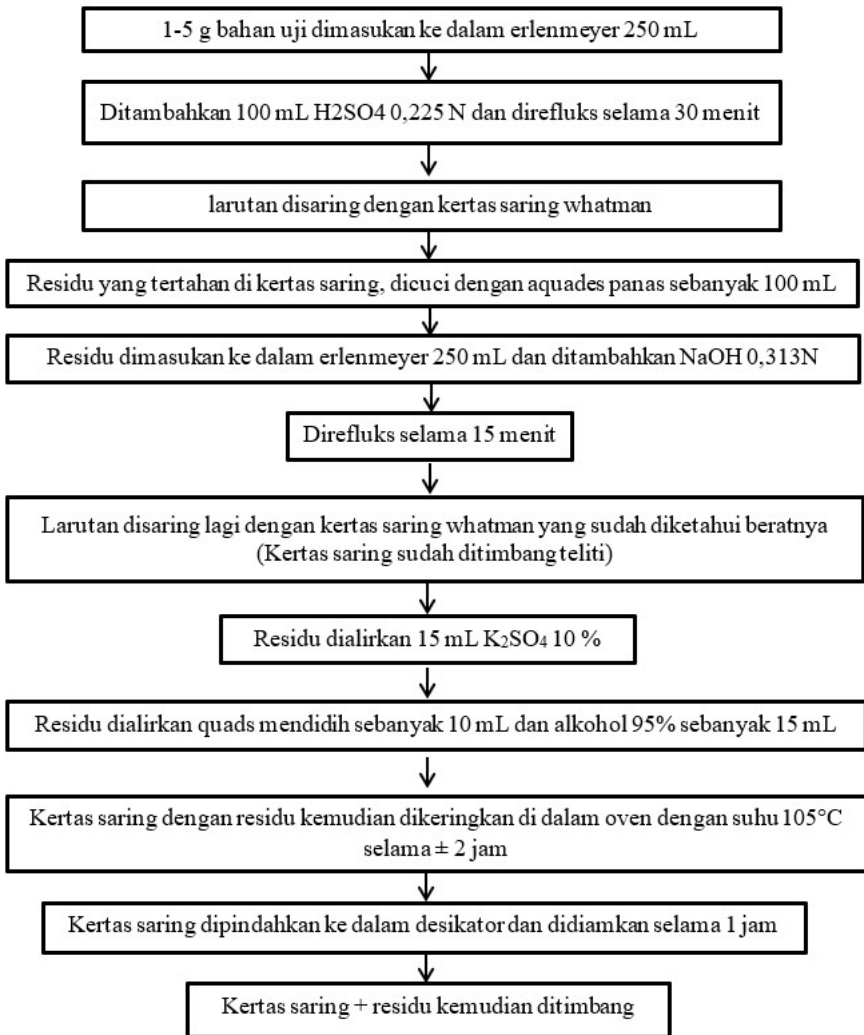 1-5 g bahan uji dimasukan ke dalam erlenmeyer 250 mL
Ditambahkan 100 mL H2SO4 0,225 N dan direfluks selama 30 menit
larutan disaring dengan kertas saring whatman
Residu yang tertahan di kertas saring, dicuci dengan aquades panas sebanyak 100 mL
Residu dimasukan ke dalam erlenmeyer 250 mL dan ditambahkan NaOH 0,313N
Direfluks selama 15 menit
Larutan disaring lagi dengan kertas saring whatman yang sudah diketahui beratnya
(Kertas saring sudah ditimbang teliti)
Residu dialirkan 15 mL K₂SO₄ 10 %
Residu dialirkan quads mendidih sebanyak 10 mL dan alkohol 95% sebanyak 15 mL
Kertas saring dengan residu kemudian dikeringkan di dalam oven dengan suhu 105°C
selama ± 2 jam
Kertas saring dipindahkan ke dalam desikator dan didiamkan selama 1 jam
Kertas saring + residu kemudian ditimbang